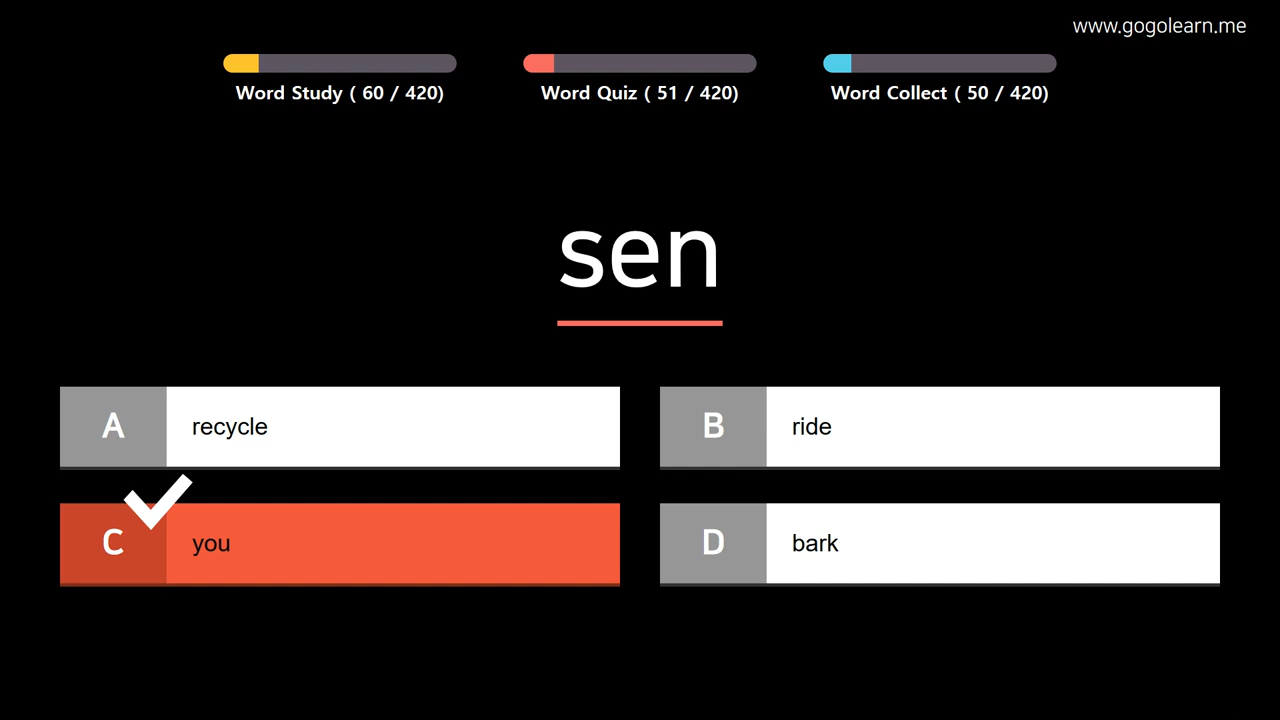 www.gogolearn.me
Word Study ( 60 / 420)
Word Quiz ( 51 / 420)
Word Collect ( 50 / 420)
sen
A recycle
B ride
C you
D bark